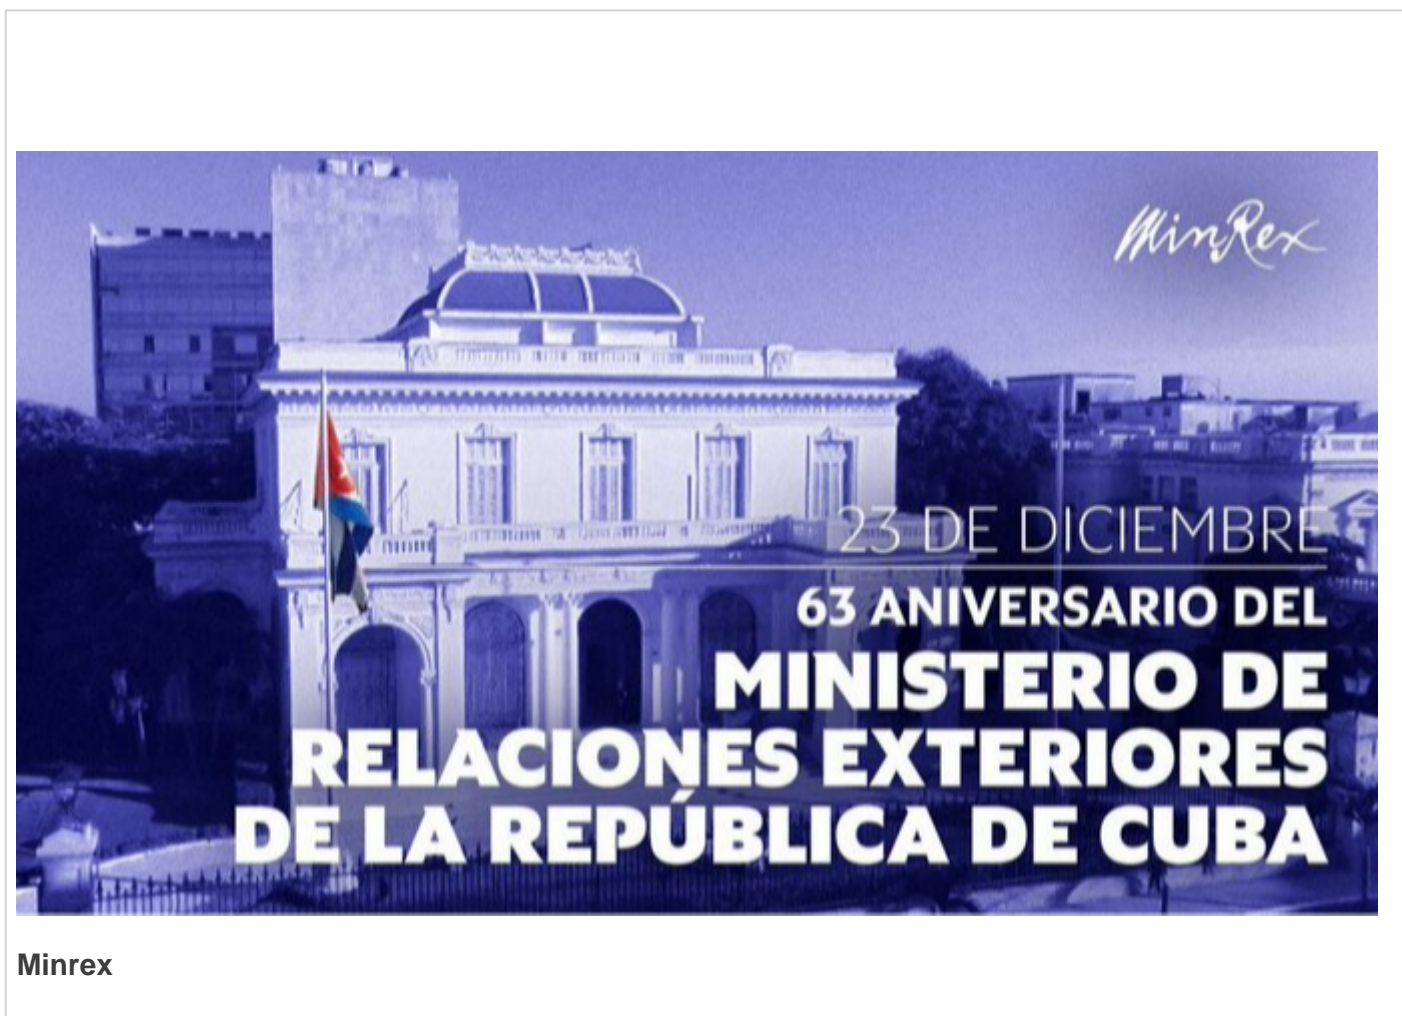 MinRex
23 DE DICIEMBRE
63 ANIVERSARIO DEL
MINISTERIO DE
RELACIONES EXTERIORES
DE LA REPÚBLICA DE CUBA
Minrex